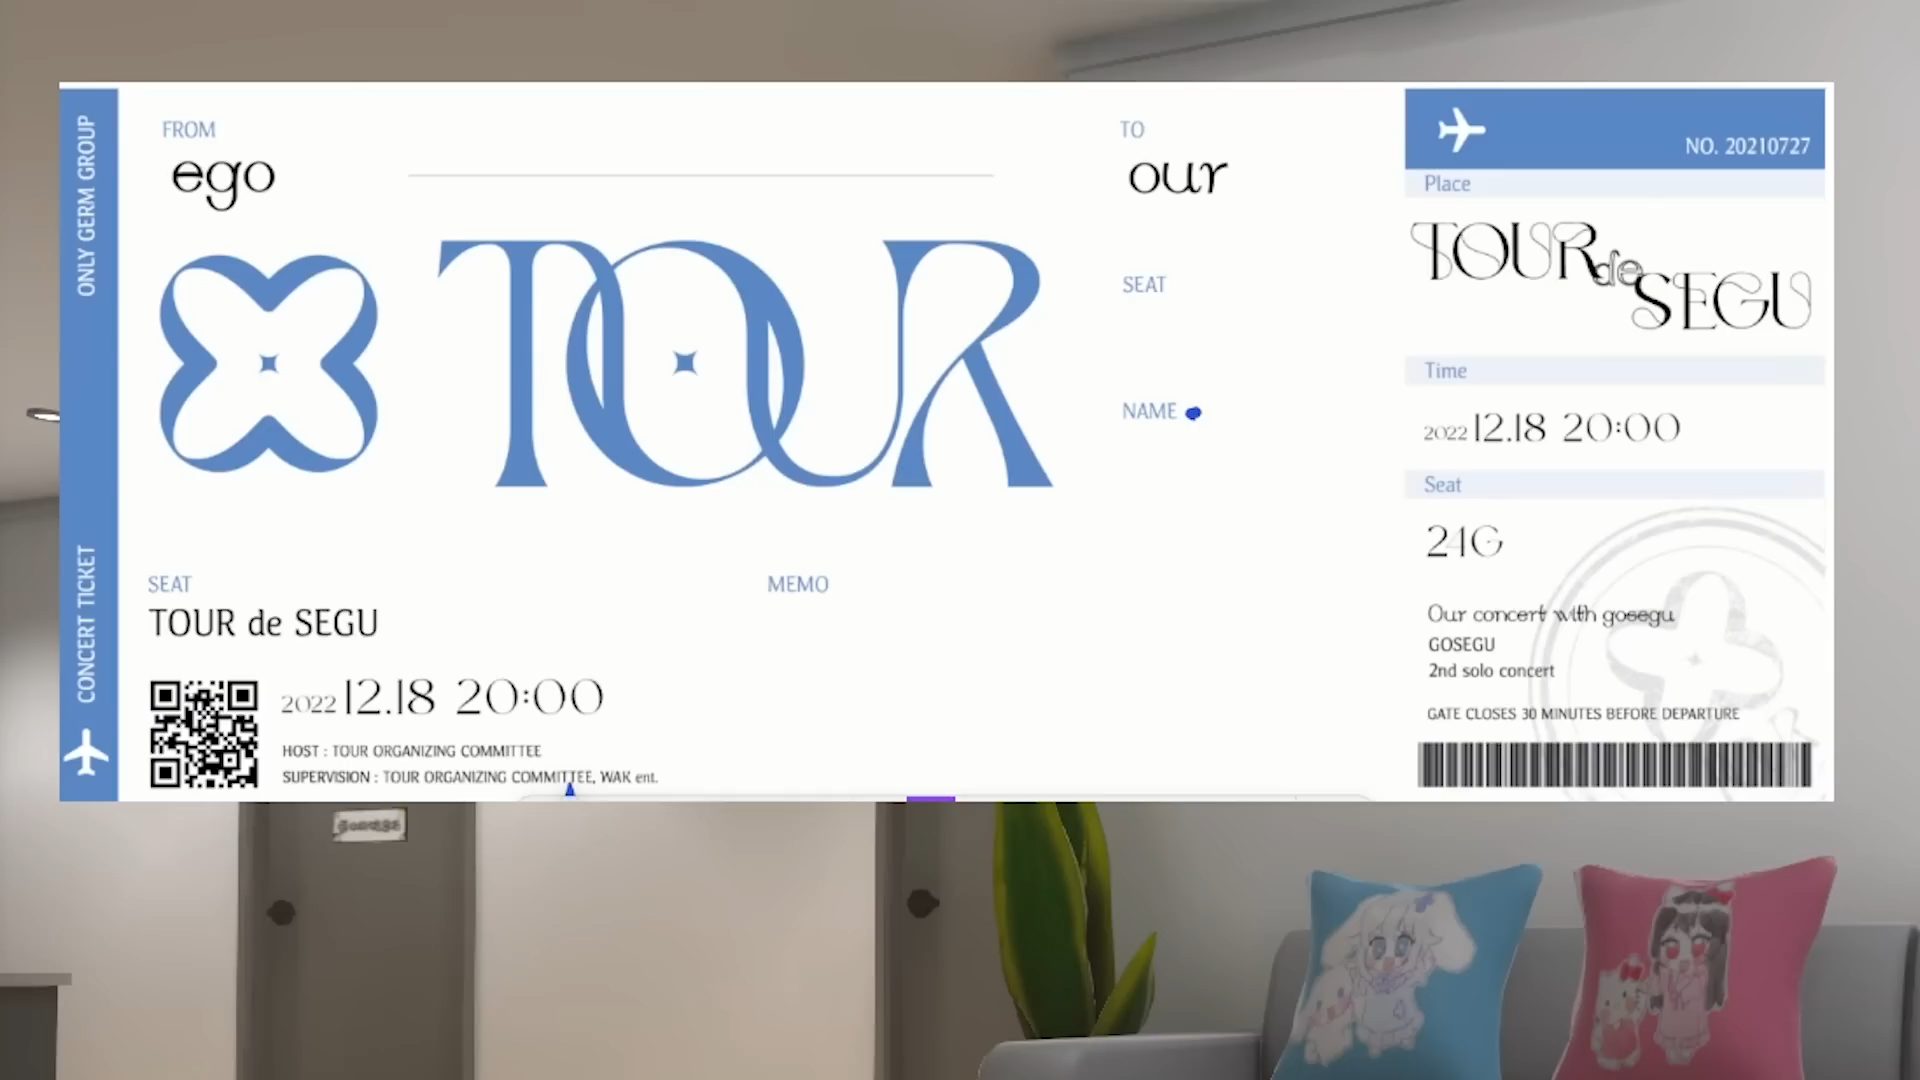 ONLY GERM GROUP
CONCERT TICKET
FROM
ego
TO
our
TOUR
SEAT
NAME
SEAT
TOUR de SEGU
MEMO
2022 12.18 20:00
HOST : TOUR ORGANIZING COMMITTEE
SUPERVISION : TOUR ORGANIZING COMMITTEE, WAK ent.
NO. 20210727
Place
TOUR de SEGU
Time
2022 12.18 20:00
Seat
24G
Our concert with gosegu
GOSEGU
2nd solo concert
GATE CLOSES 30 MINUTES BEFORE DEPARTURE